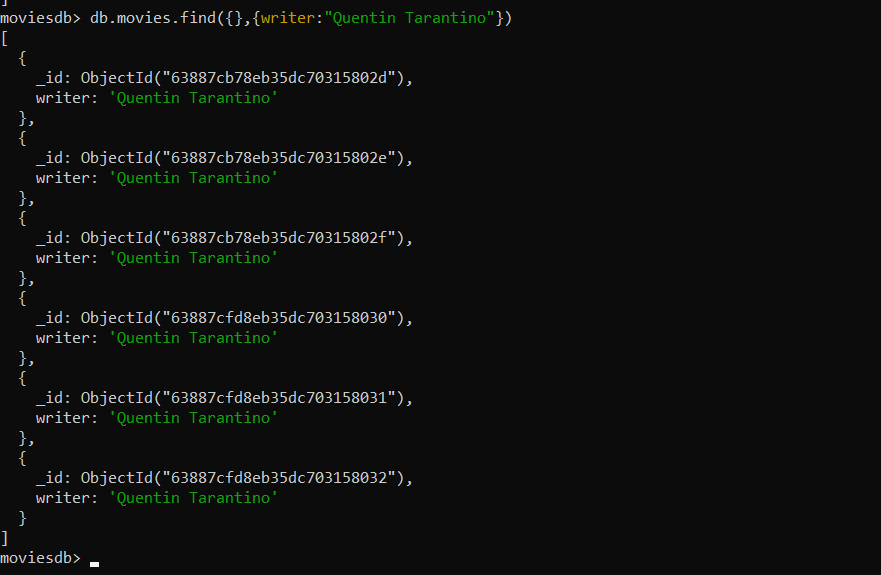 ]
moviesdb> db.movies.find({},{writer:"Quentin Tarantino"})
[
  {
    _id: ObjectId("63887cb78eb35dc70315802d"),
    writer: 'Quentin Tarantino'
  },
  {
    _id: ObjectId("63887cb78eb35dc70315802e"),
    writer: 'Quentin Tarantino'
  },
  {
    _id: ObjectId("63887cb78eb35dc70315802f"),
    writer: 'Quentin Tarantino'
  },
  {
    _id: ObjectId("63887cfd8eb35dc703158030"),
    writer: 'Quentin Tarantino'
  },
  {
    _id: ObjectId("63887cfd8eb35dc703158031"),
    writer: 'Quentin Tarantino'
  },
  {
    _id: ObjectId("63887cfd8eb35dc703158032"),
    writer: 'Quentin Tarantino'
  }
]
moviesdb>